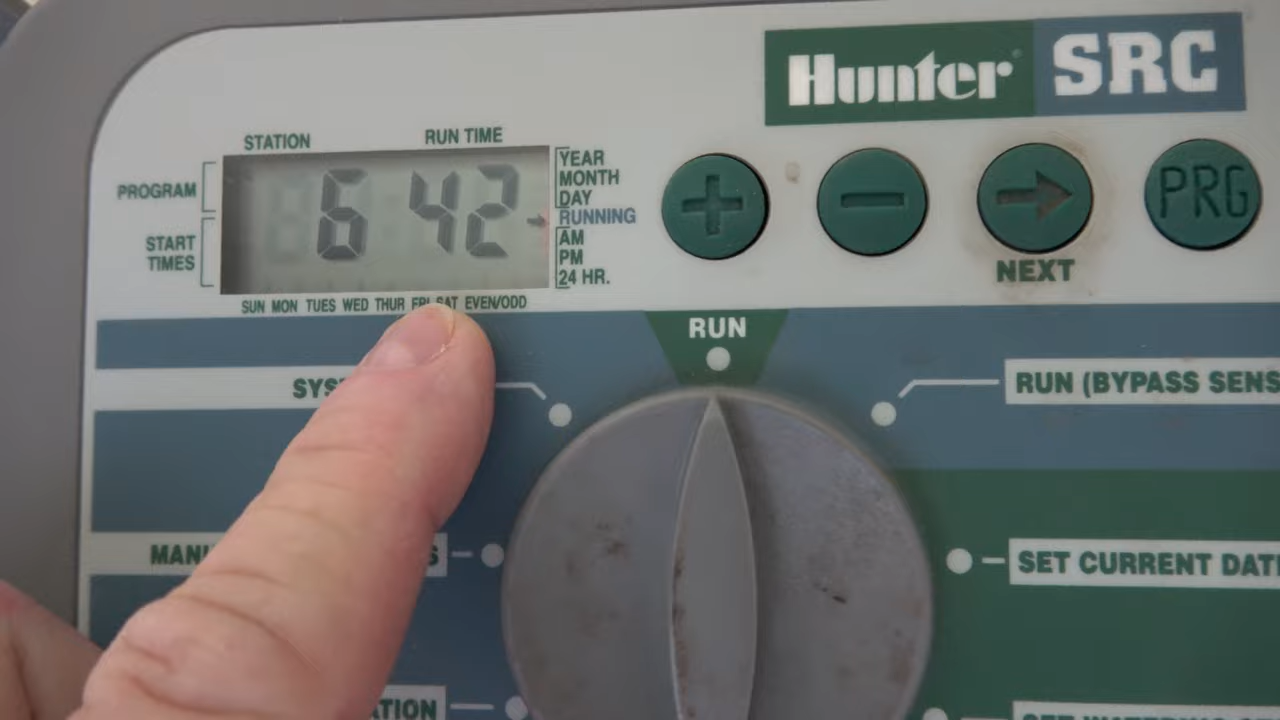 Hunter® SRC
STATION RUN TIME
PROGRAM
START
TIMES
6 42
YEAR
MONTH
DAY
RUNNING
AM
PM
24 HR.
SUN MON TUES WED THUR FRI SAT EVEN/ODD
+ − PRG
NEXT
RUN
SYS
RUN (BYPASS SENS
MANU
S
SET CURRENT DAT
ATION